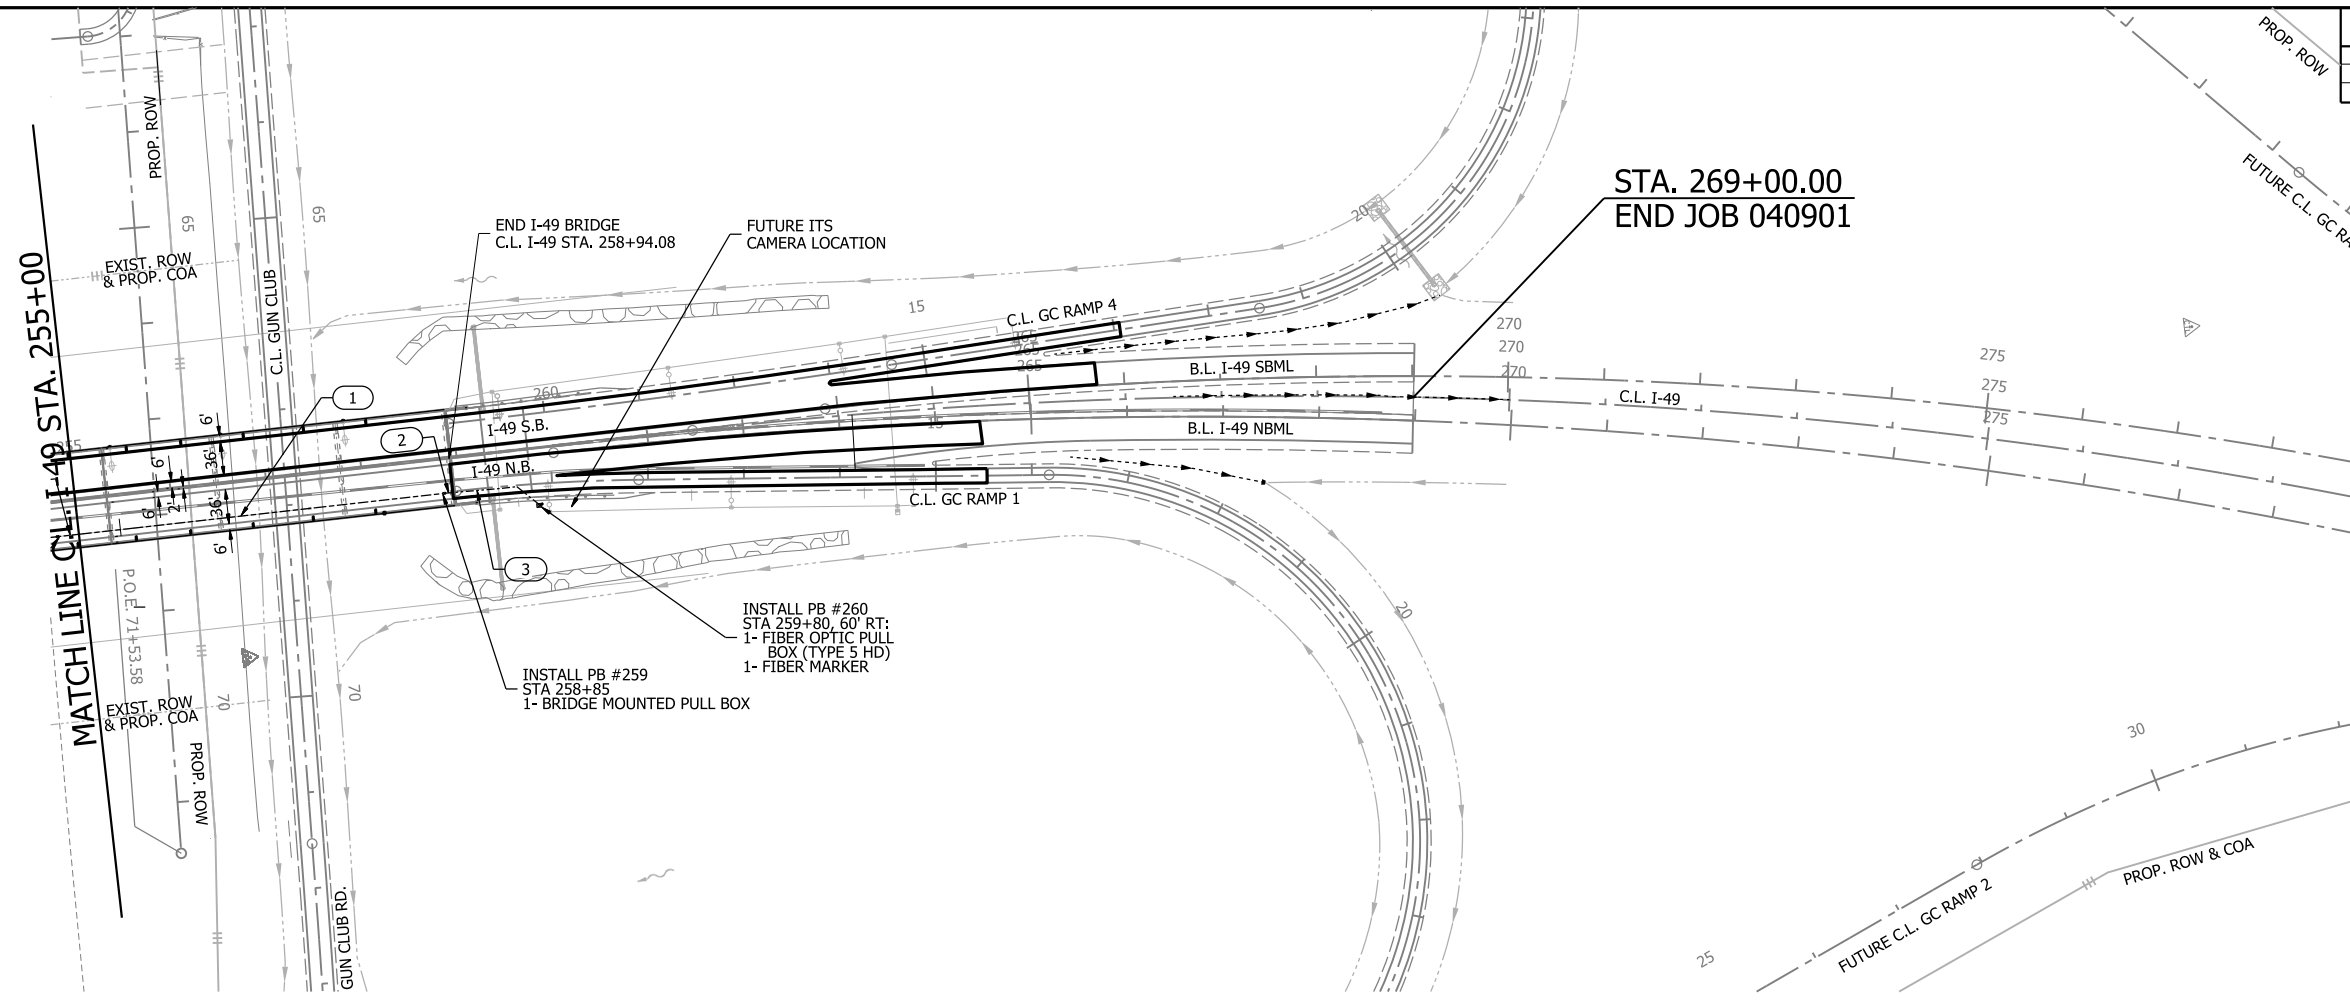 PROP. ROW
FUTURE C.L. GC
PROP. ROW
65
65
STA. 269+00.00
END JOB 040901
20
END I-49 BRIDGE
C.L. I-49 STA. 258+94.08
FUTURE ITS
CAMERA LOCATION
EXIST. ROW
& PROP. COA
C.L. GUN CLUB
MATCH LINE C.L. I-49 STA. 255+00
15
C.L. GC RAMP 4
265
265
265
270
270
270
275
275
275
B.L. I-49 SBML
C.L. I-49
B.L. I-49 NBML
260
1
2
255
I-49 S.B.
I-49 N.B.
15
6'
36'
6'
6'
2'
36'
6'
C.L. GC RAMP 1
3
INSTALL PB #260
STA 259+80, 60' RT:
1- FIBER OPTIC PULL
BOX (TYPE 5 HD)
1- FIBER MARKER
INSTALL PB #259
STA 258+85
1- BRIDGE MOUNTED PULL BOX
P.O.E. 71+53.58
20
70
70
EXIST. ROW
& PROP. COA
PROP. ROW
GUN CLUB RD.
30
25
FUTURE C.L. GC RAMP 2
PROP. ROW & COA